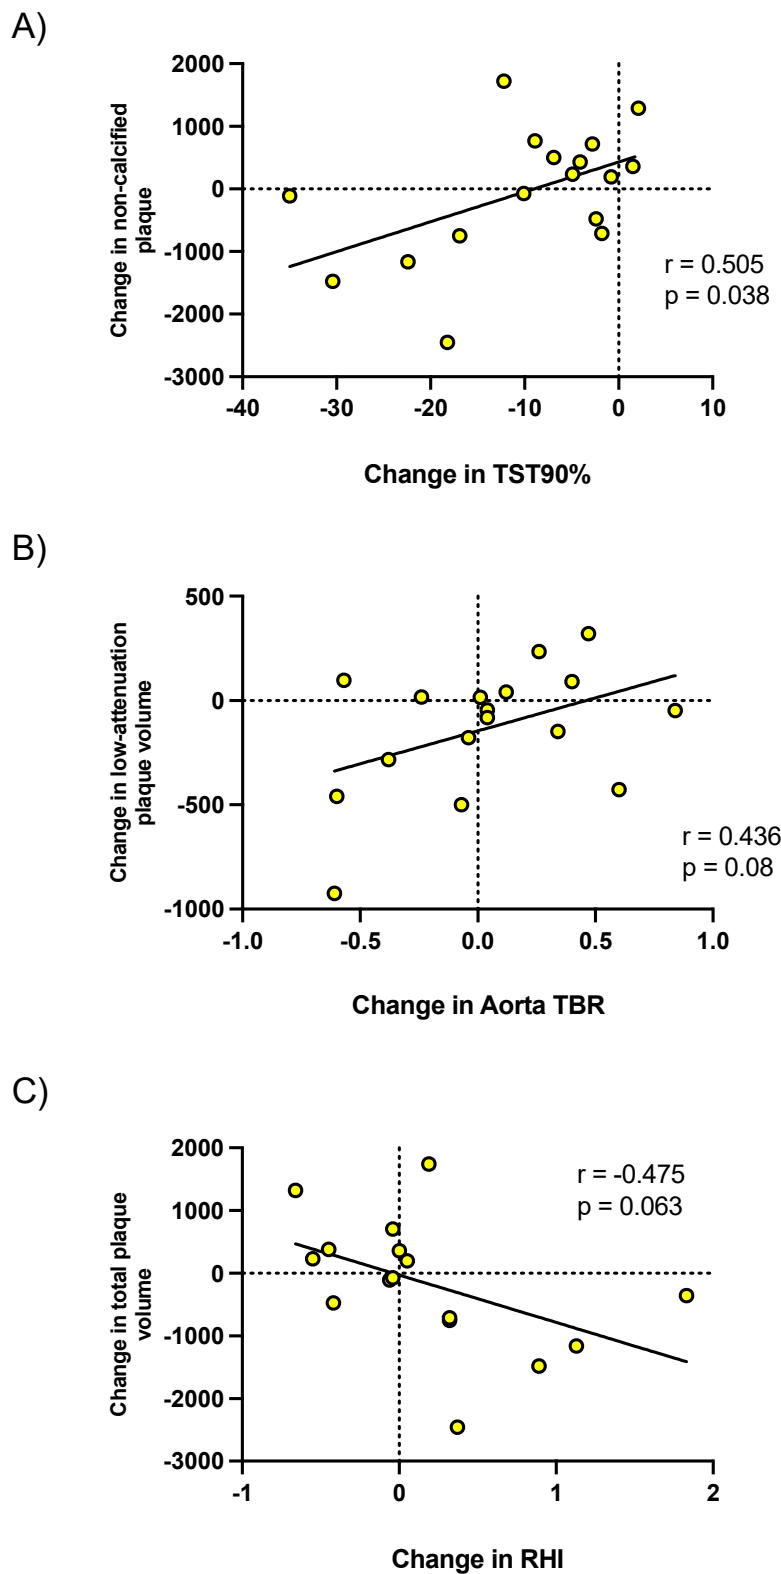 A)
2000
1000
0
-1000
-2000
-3000
Change in non-calcified
plaque
r = 0.505
p = 0.038
-40 -30 -20 -10 0 10
Change in TST90%
B)
500
0
-500
-1000
Change in low-attenuation
plaque volume
r = 0.436
p = 0.08
-1.0 -0.5 0.0 0.5 1.0
Change in Aorta TBR
C)
2000
1000
0
-1000
-2000
-3000
Change in total plaque
volume
r = -0.475
p = 0.063
-1 0 1 2
Change in RHI